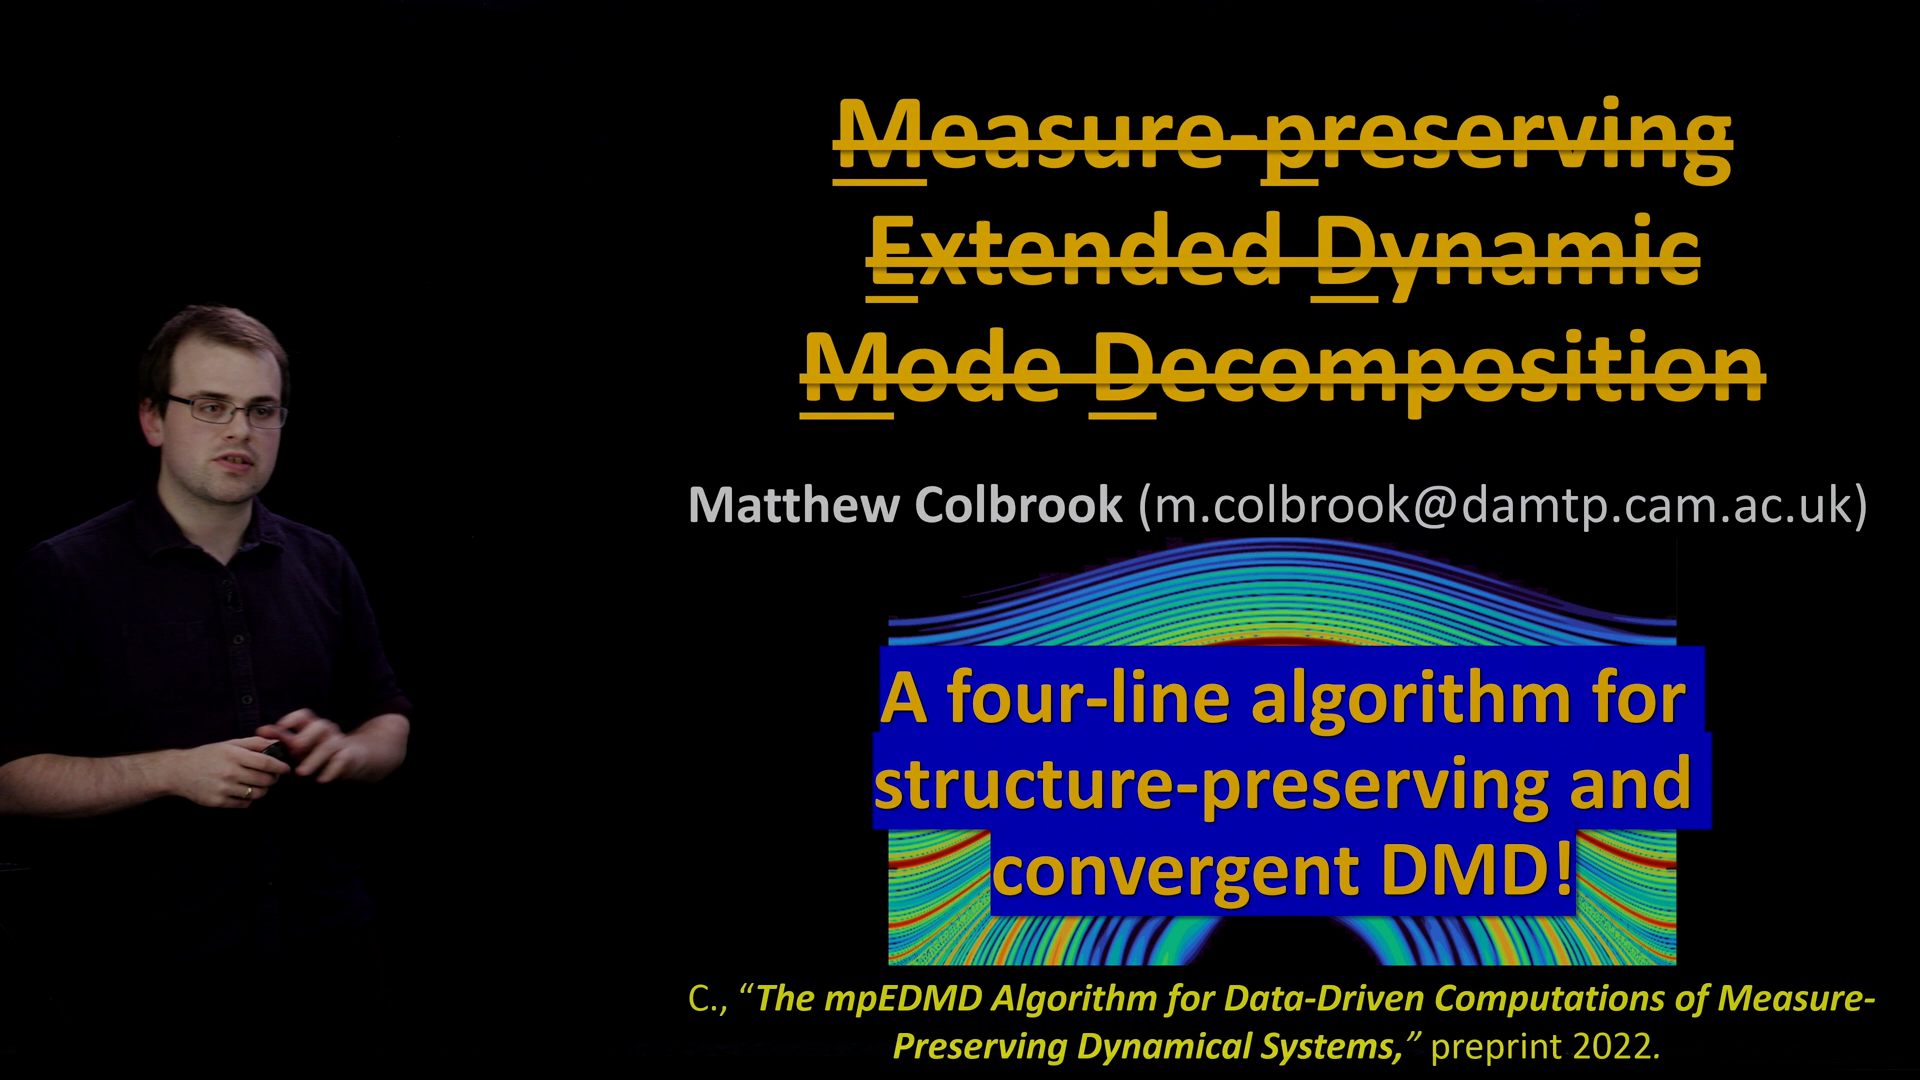 Measure-preserving
Extended Dynamic
Mode Decomposition
Matthew Colbrook (m.colbrook@damtp.cam.ac.uk)
A four-line algorithm for
structure-preserving and
convergent DMD!
C., “The mpEDMD Algorithm for Data-Driven Computations of Measure-
Preserving Dynamical Systems,” preprint 2022.